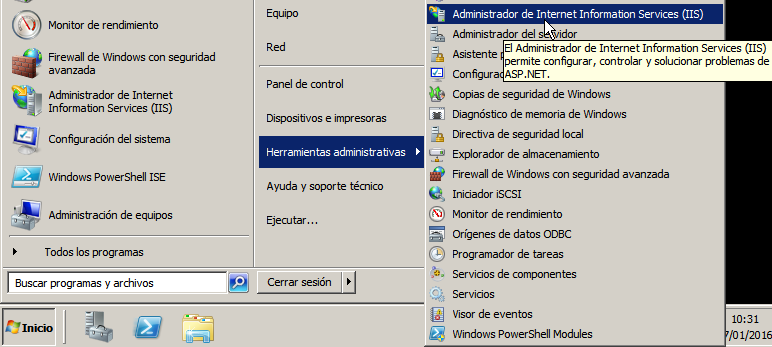 Monitor de rendimiento
Firewall de Windows con seguridad
avanzada
Administrador de Internet
Information Services (IIS)
Configuración del sistema
Windows PowerShell ISE
Administración de equipos
Todos los programas
Buscar programas y archivos
Equipo
Red
Panel de control
Dispositivos e impresoras
Herramientas administrativas
Ayuda y soporte técnico
Ejecutar...
Cerrar sesión
Administrador de Internet Information Services (IIS)
Administrador del servidor
Asistente
El Administrador de Internet Information Services (IIS)
permite configurar, controlar y solucionar problemas de
ASP.NET.
Copias de seguridad de Windows
Diagnóstico de memoria de Windows
Directiva de seguridad local
Explorador de almacenamiento
Firewall de Windows con seguridad avanzada
Iniciador iSCSI
Monitor de rendimiento
Orígenes de datos ODBC
Programador de tareas
Servicios de componentes
Servicios
Visor de eventos
Windows PowerShell Modules
Inicio
10:31
7/01/2016